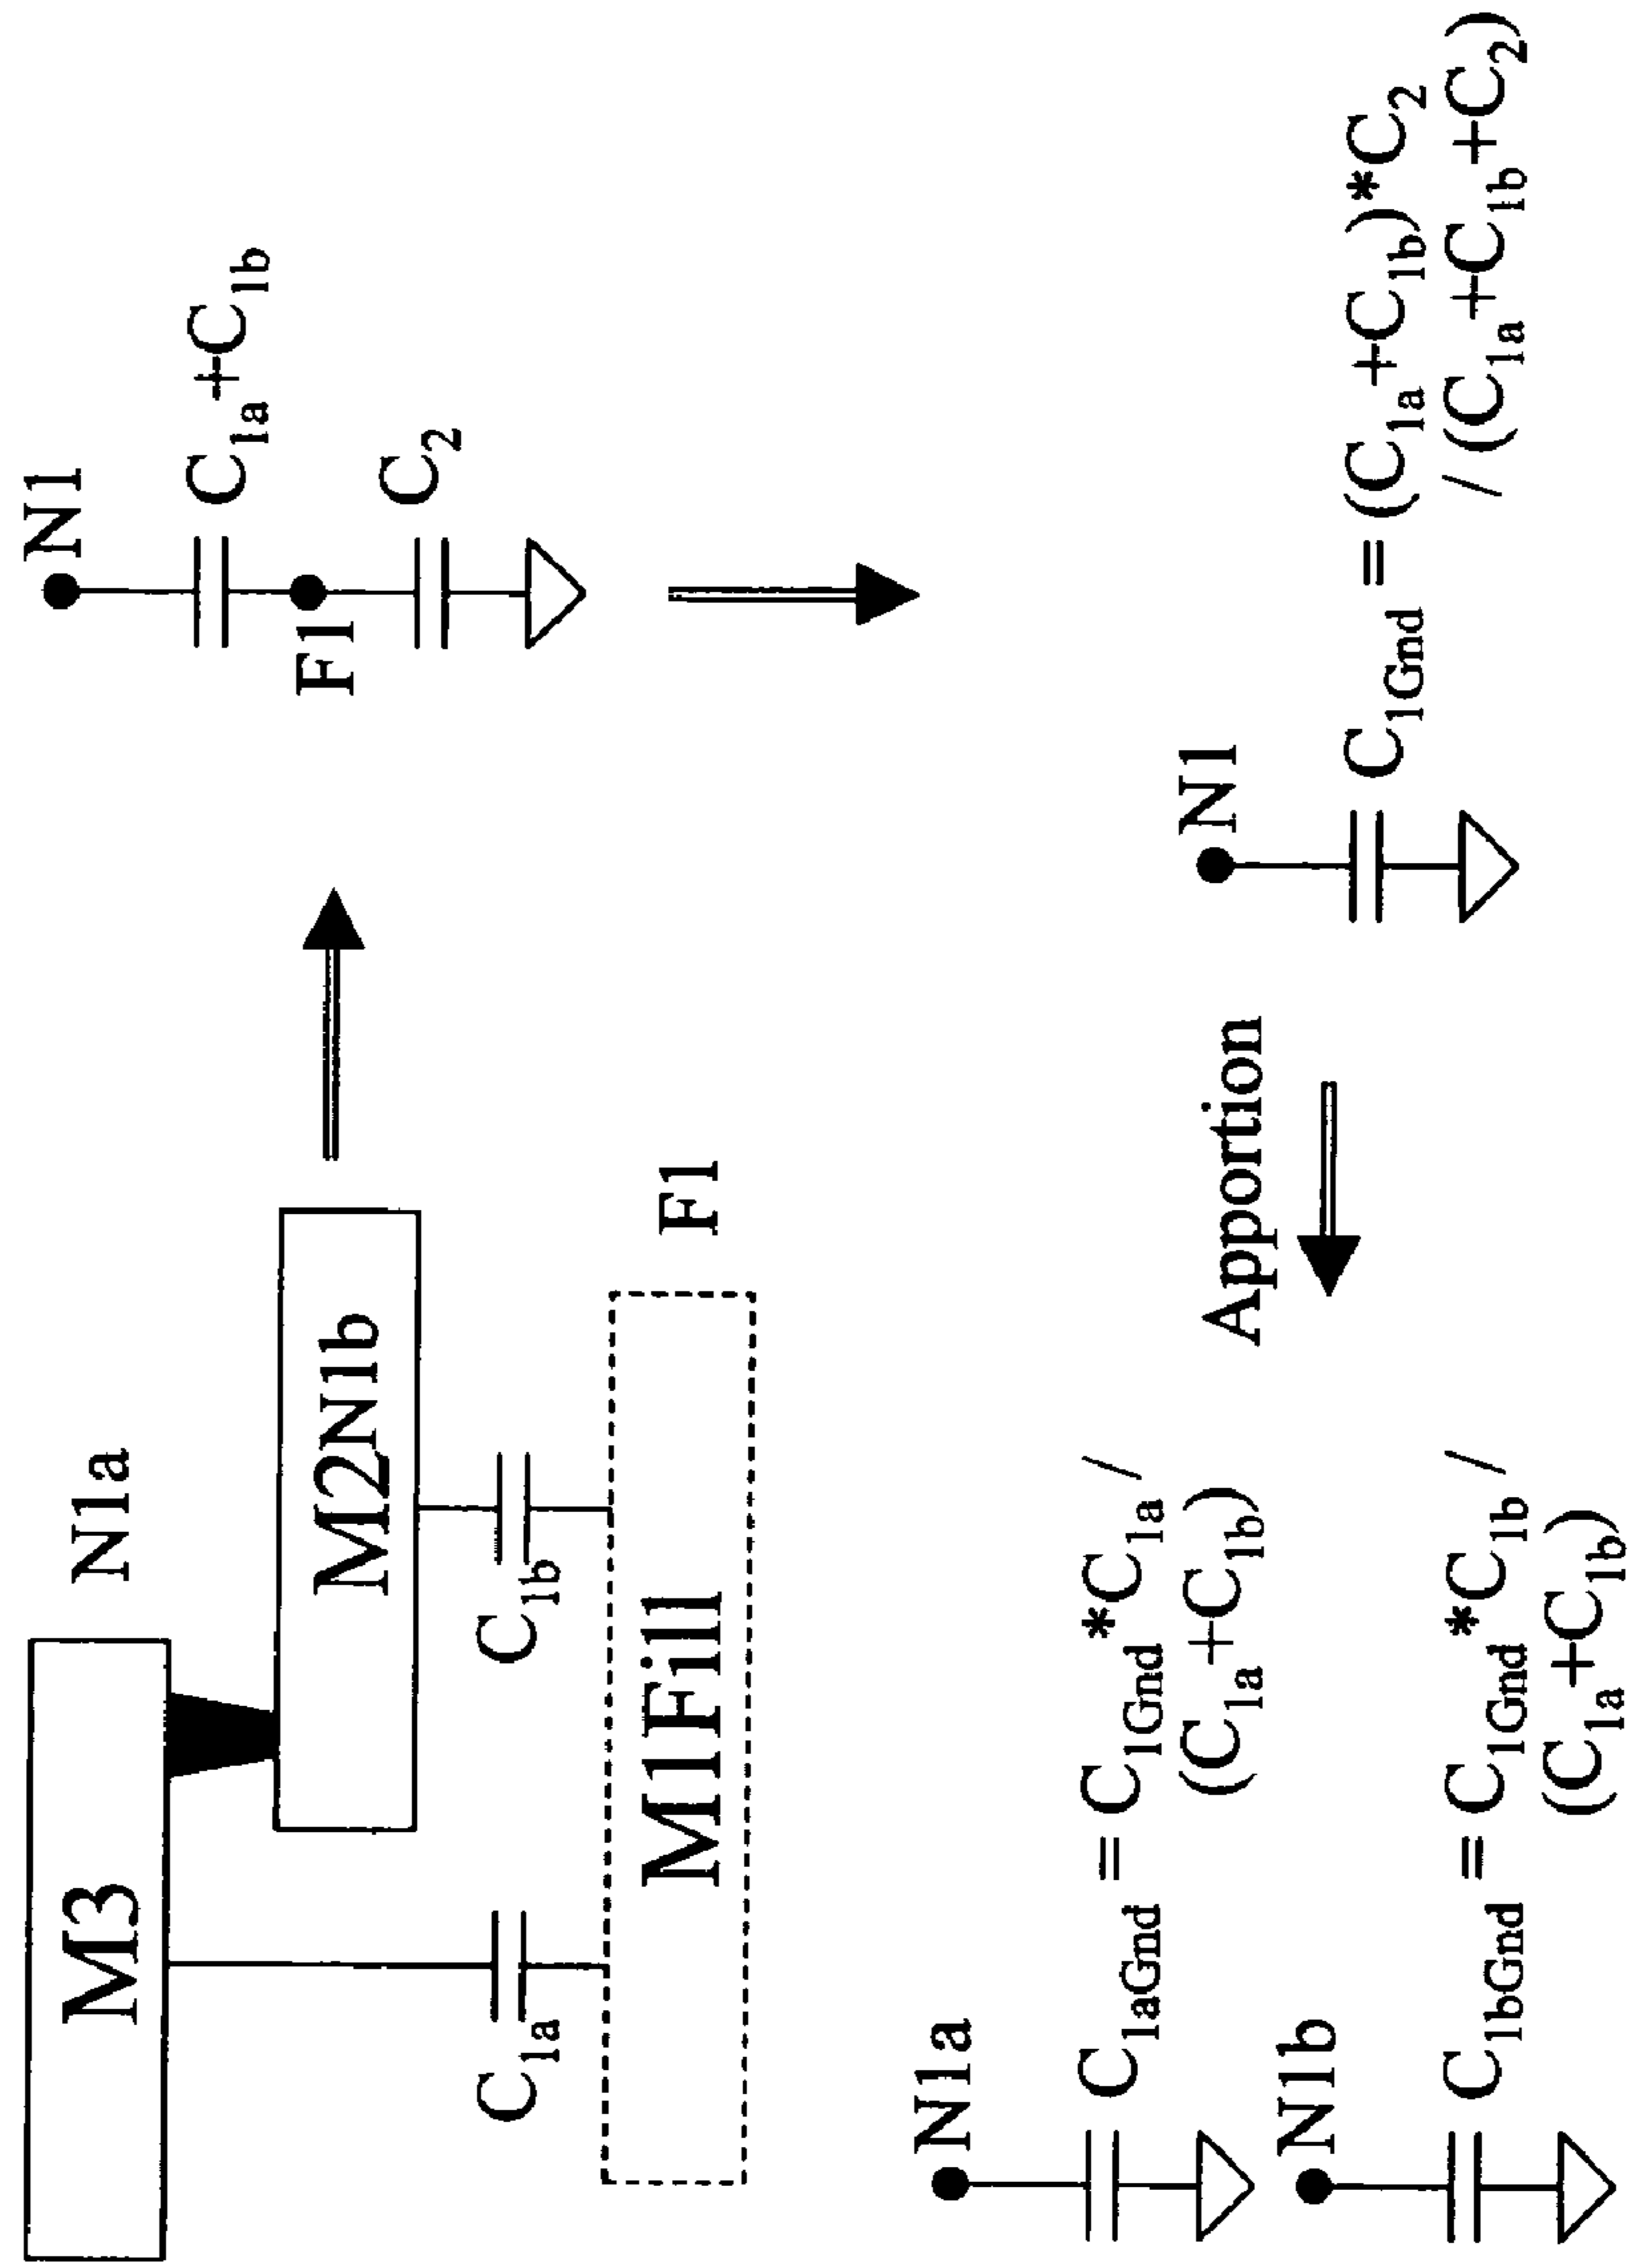 M3
N1a
M2N1b
C1a
C1b
M1Fill
F1
N1
C1a+C1b
F1
C2
N1
C1Gnd = (C1a+C1b)*C2
/ (C1a+C1b+C2)
Apportion
N1a
C1aGnd = C1Gnd*C1a/
(C1a+C1b)
N1b
C1bGnd = C1Gnd*C1b/
(C1a+C1b)